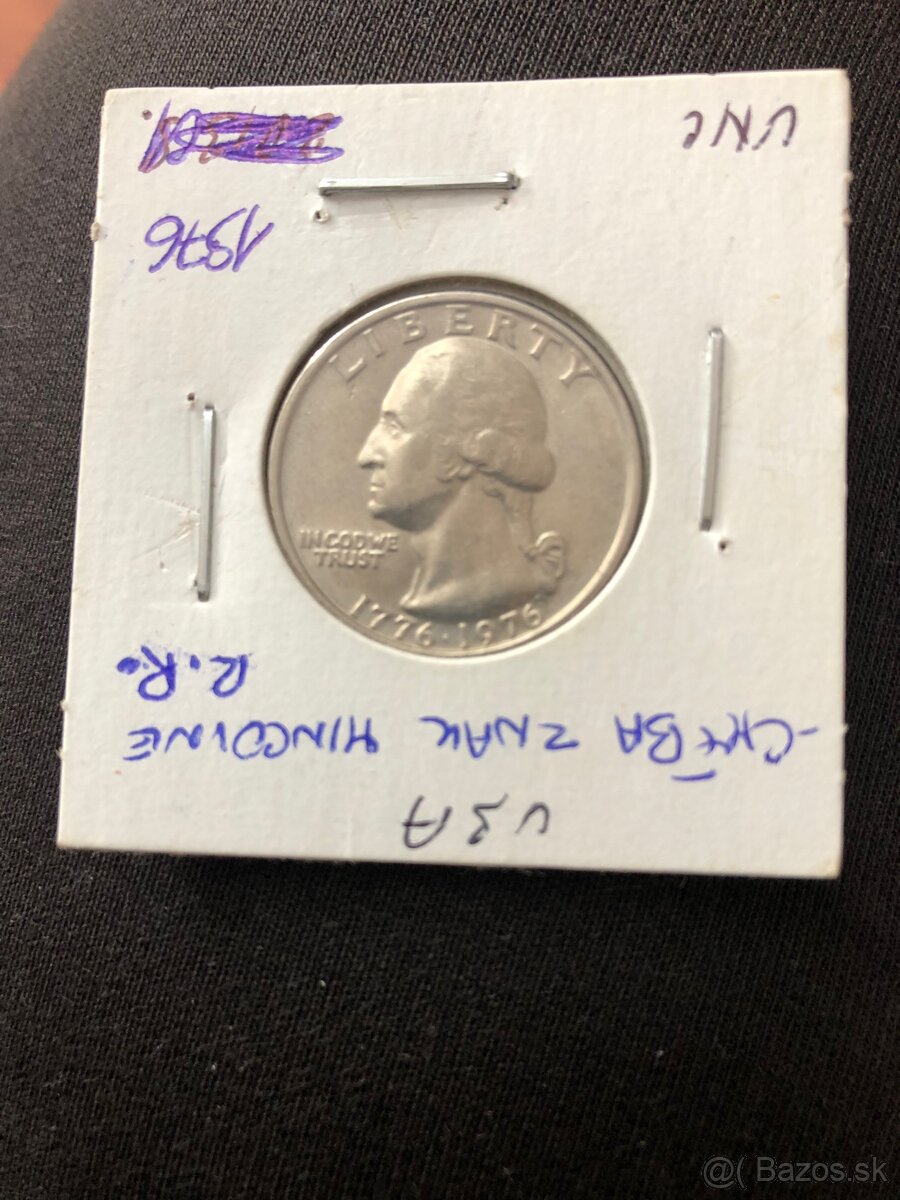 USA
-CHÝBA ZNAK MINCOVNE
R.R.
1976
UNC
LIBERTY
IN GOD WE
TRUST
1776·1976
@( Bazos.sk